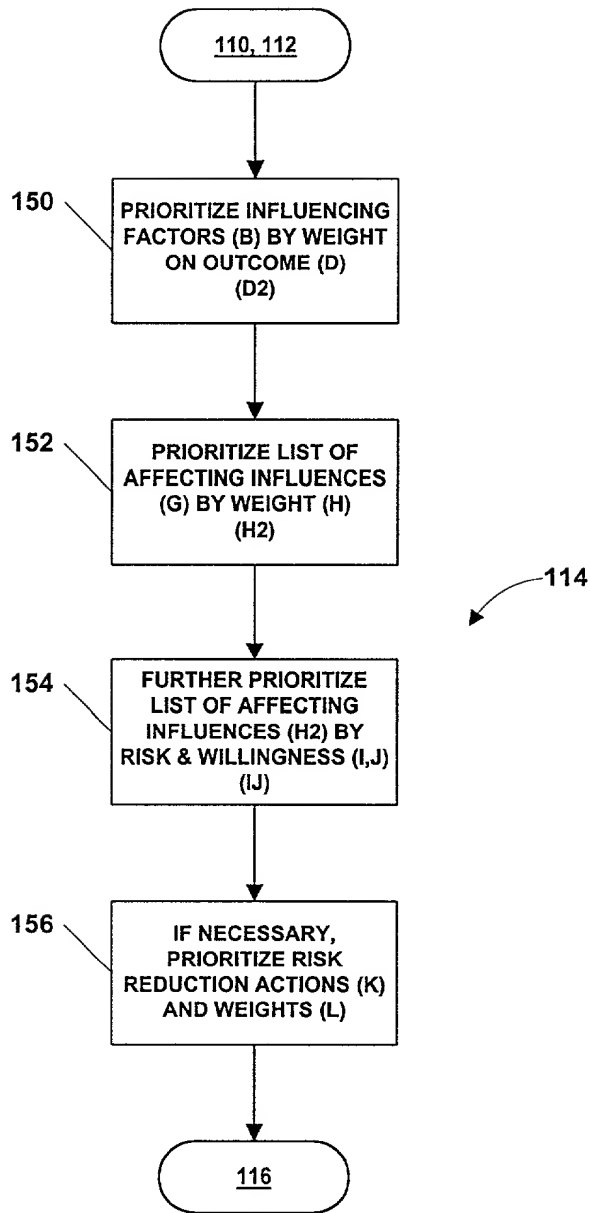 110, 112
150
PRIORITIZE INFLUENCING
FACTORS (B) BY WEIGHT
ON OUTCOME (D)
(D2)
152
PRIORITIZE LIST OF
AFFECTING INFLUENCES
(G) BY WEIGHT (H)
(H2)
114
154
FURTHER PRIORITIZE
LIST OF AFFECTING
INFLUENCES (H2) BY
RISK & WILLINGNESS (I,J)
(IJ)
156
IF NECESSARY,
PRIORITIZE RISK
REDUCTION ACTIONS (K)
AND WEIGHTS (L)
116